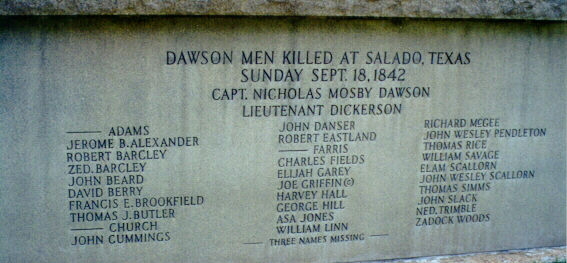 DAWSON MEN KILLED AT SALADO, TEXAS
SUNDAY SEPT. 18, 1842
CAPT. NICHOLAS MOSBY DAWSON
LIEUTENANT DICKERSON
—— ADAMS
JEROME B. ALEXANDER
ROBERT BARCLEY
ZED. BARCLEY
JOHN BEARD
DAVID BERRY
FRANCIS E. BROOKFIELD
THOMAS J. BUTLER
—— CHURCH
JOHN CUMMINGS
JOHN DANSER
ROBERT EASTLAND
—— FARRIS
CHARLES FIELDS
ELIJAH GAREY
JOE GRIFFIN (c)
HARVEY HALL
GEORGE HILL
ASA JONES
WILLIAM LINN
—— THREE NAMES MISSING ——
RICHARD McGEE
JOHN WESLEY PENDLETON
THOMAS RICE
WILLIAM SAVAGE
ELAM SCALLORN
JOHN WESLEY SCALLORN
THOMAS SIMMS
JOHN SLACK
NED. TRIMBLE
ZADOCK WOODS